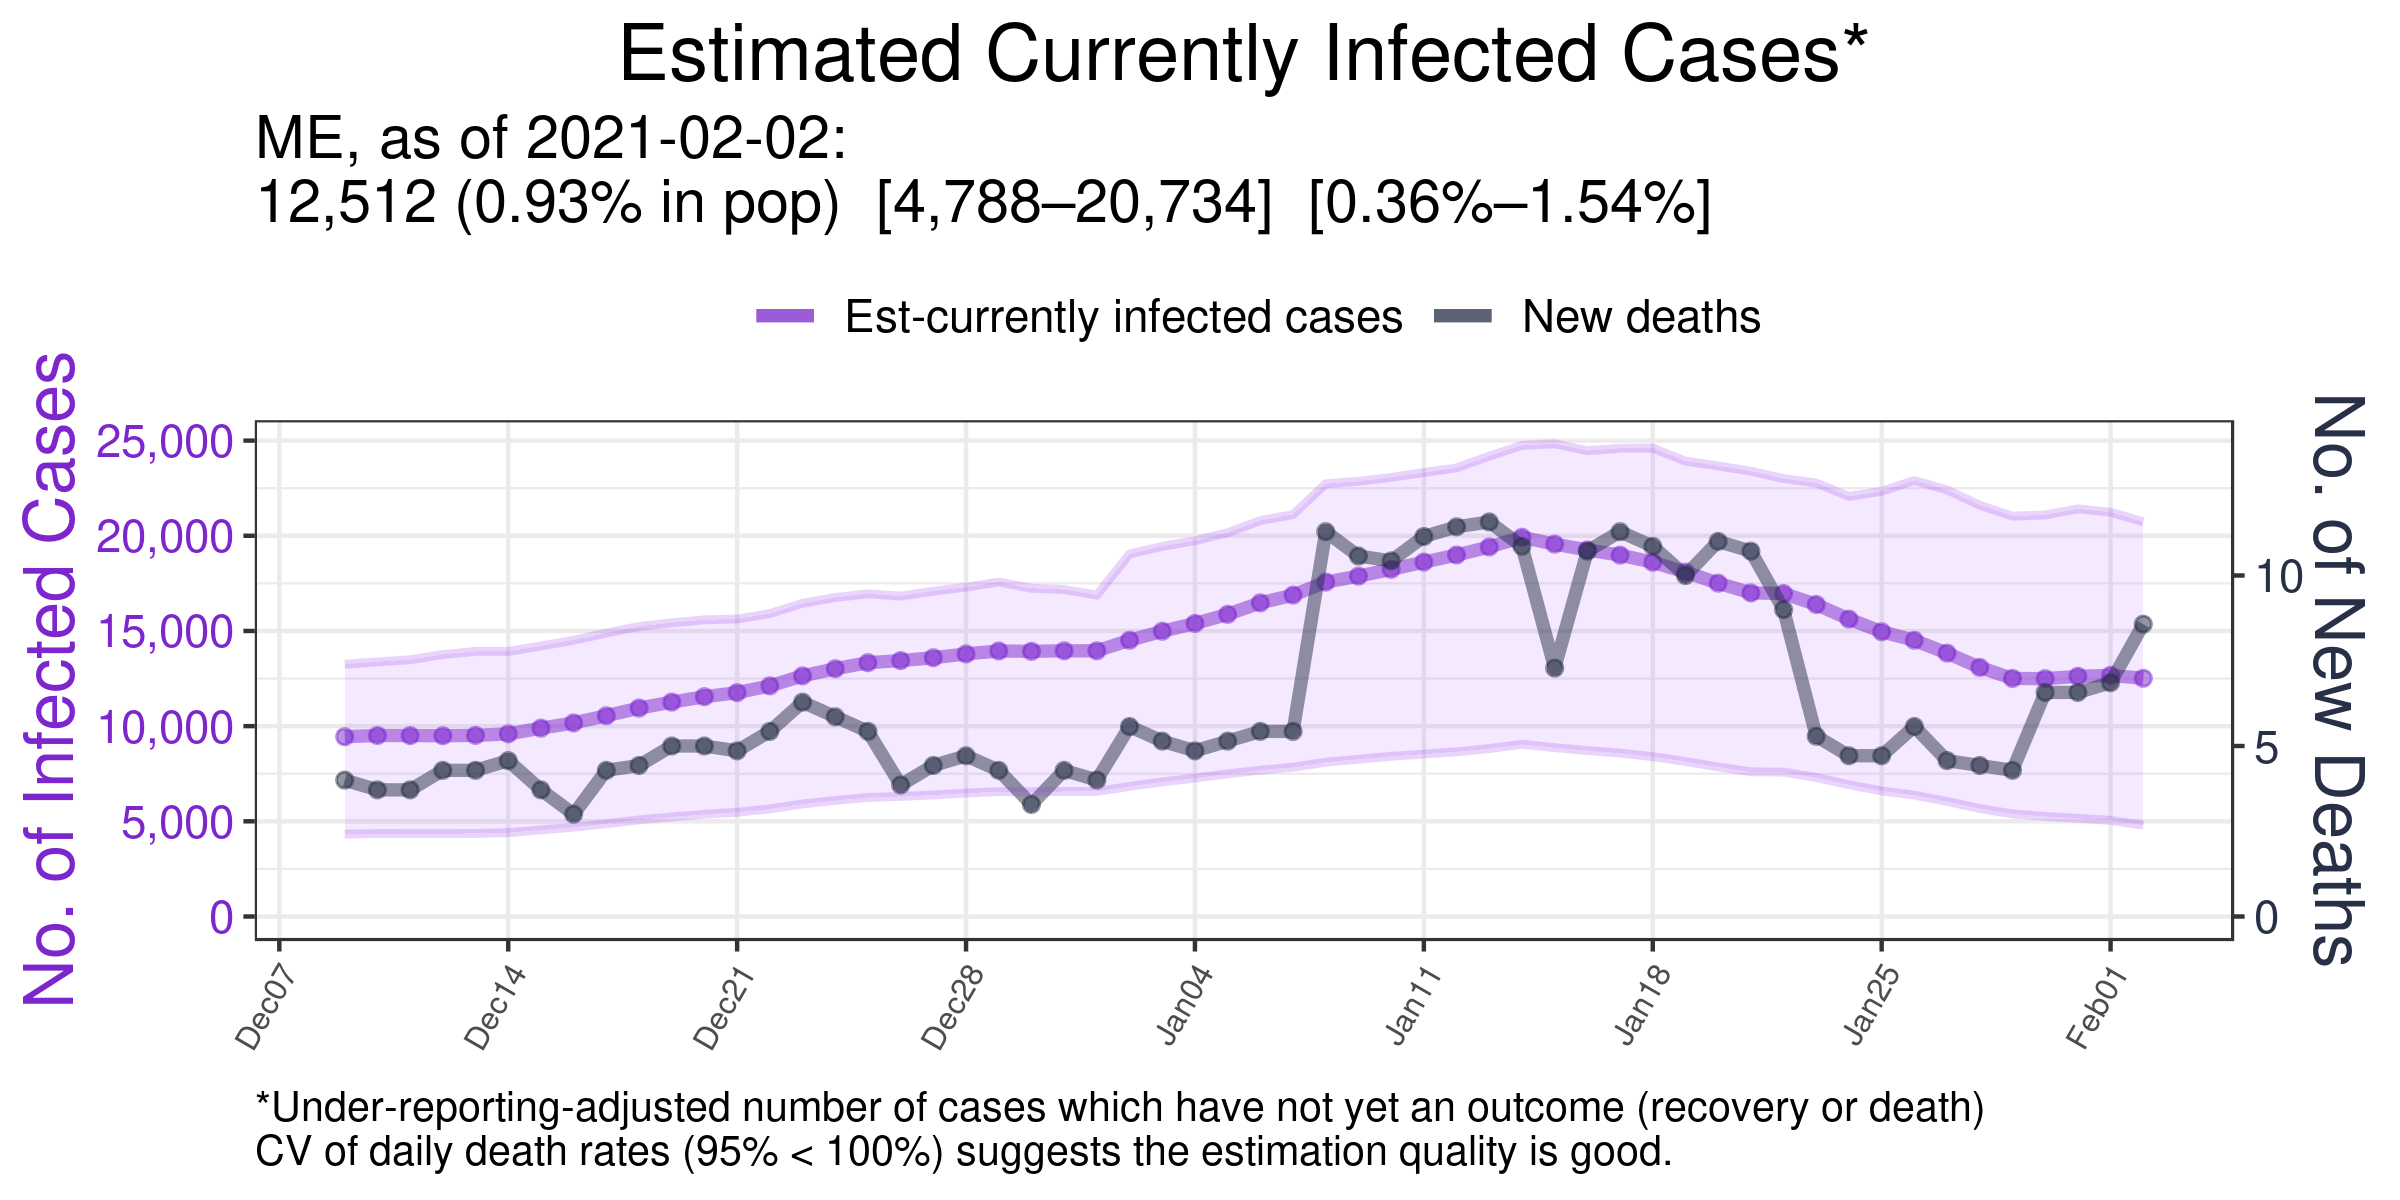 Estimated Currently Infected Cases*
ME, as of 2021-02-02:
12,512 (0.93% in pop)  [4,788–20,734]  [0.36%–1.54%]
Est-currently infected cases
New deaths
No. of Infected Cases
25,000
20,000
15,000
10,000
5,000
0
No. of New Deaths
10
5
0
Dec07
Dec14
Dec21
Dec28
Jan04
Jan11
Jan18
Jan25
Feb01
*Under-reporting-adjusted number of cases which have not yet an outcome (recovery or death)
CV of daily death rates (95% < 100%) suggests the estimation quality is good.